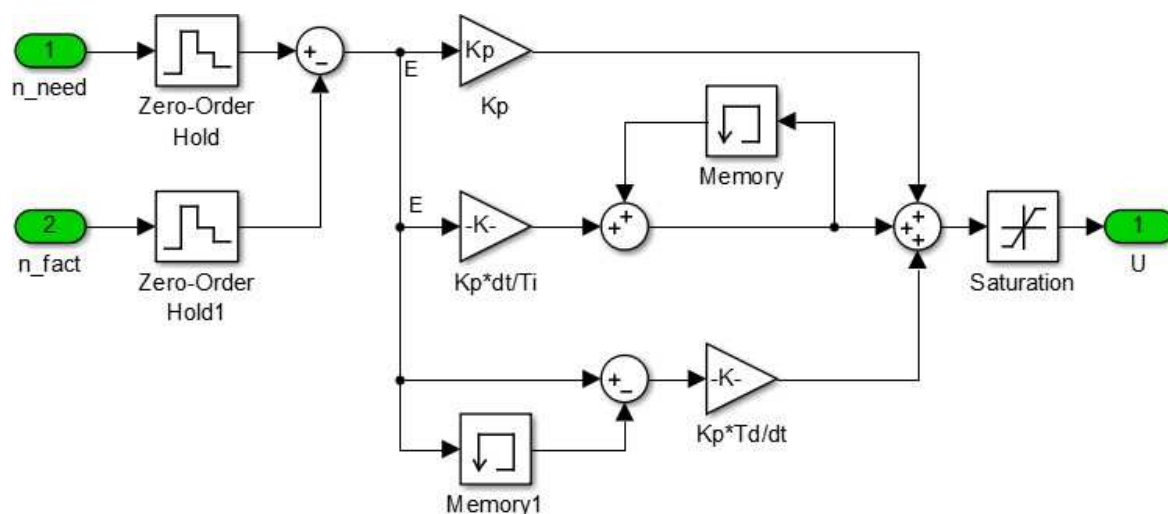 1
n_need
Zero-Order
Hold
+
-
E
Kp
Kp
2
n_fact
Zero-Order
Hold1
E
-K-
Kp*dt/Ti
+
+
Memory
+
+
+
Saturation
1
U
+
-
-K-
Kp*Td/dt
Memory1